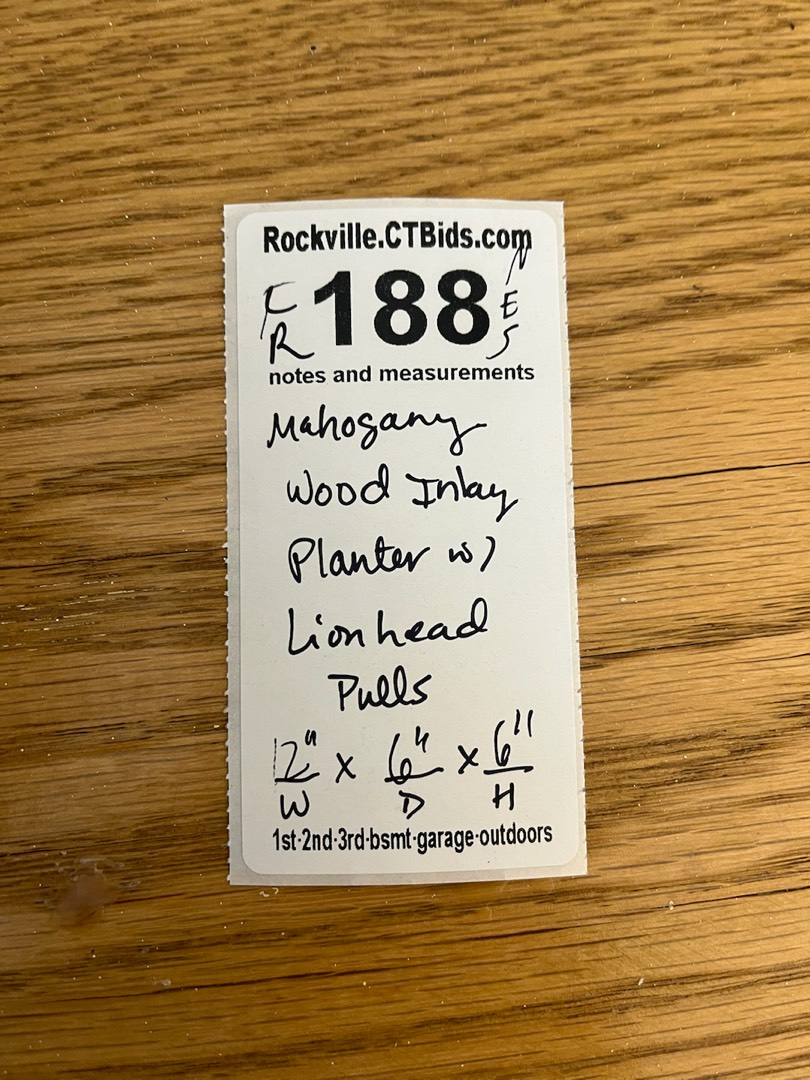 Rockville.CTBids.com
188
R
N
E
S
notes and measurements
Mahogany
Wood Inlay
Planter w/
Lionhead
Pulls
12" x 6" x 6"
W D H
1st·2nd·3rd·bsmt·garage·outdoors